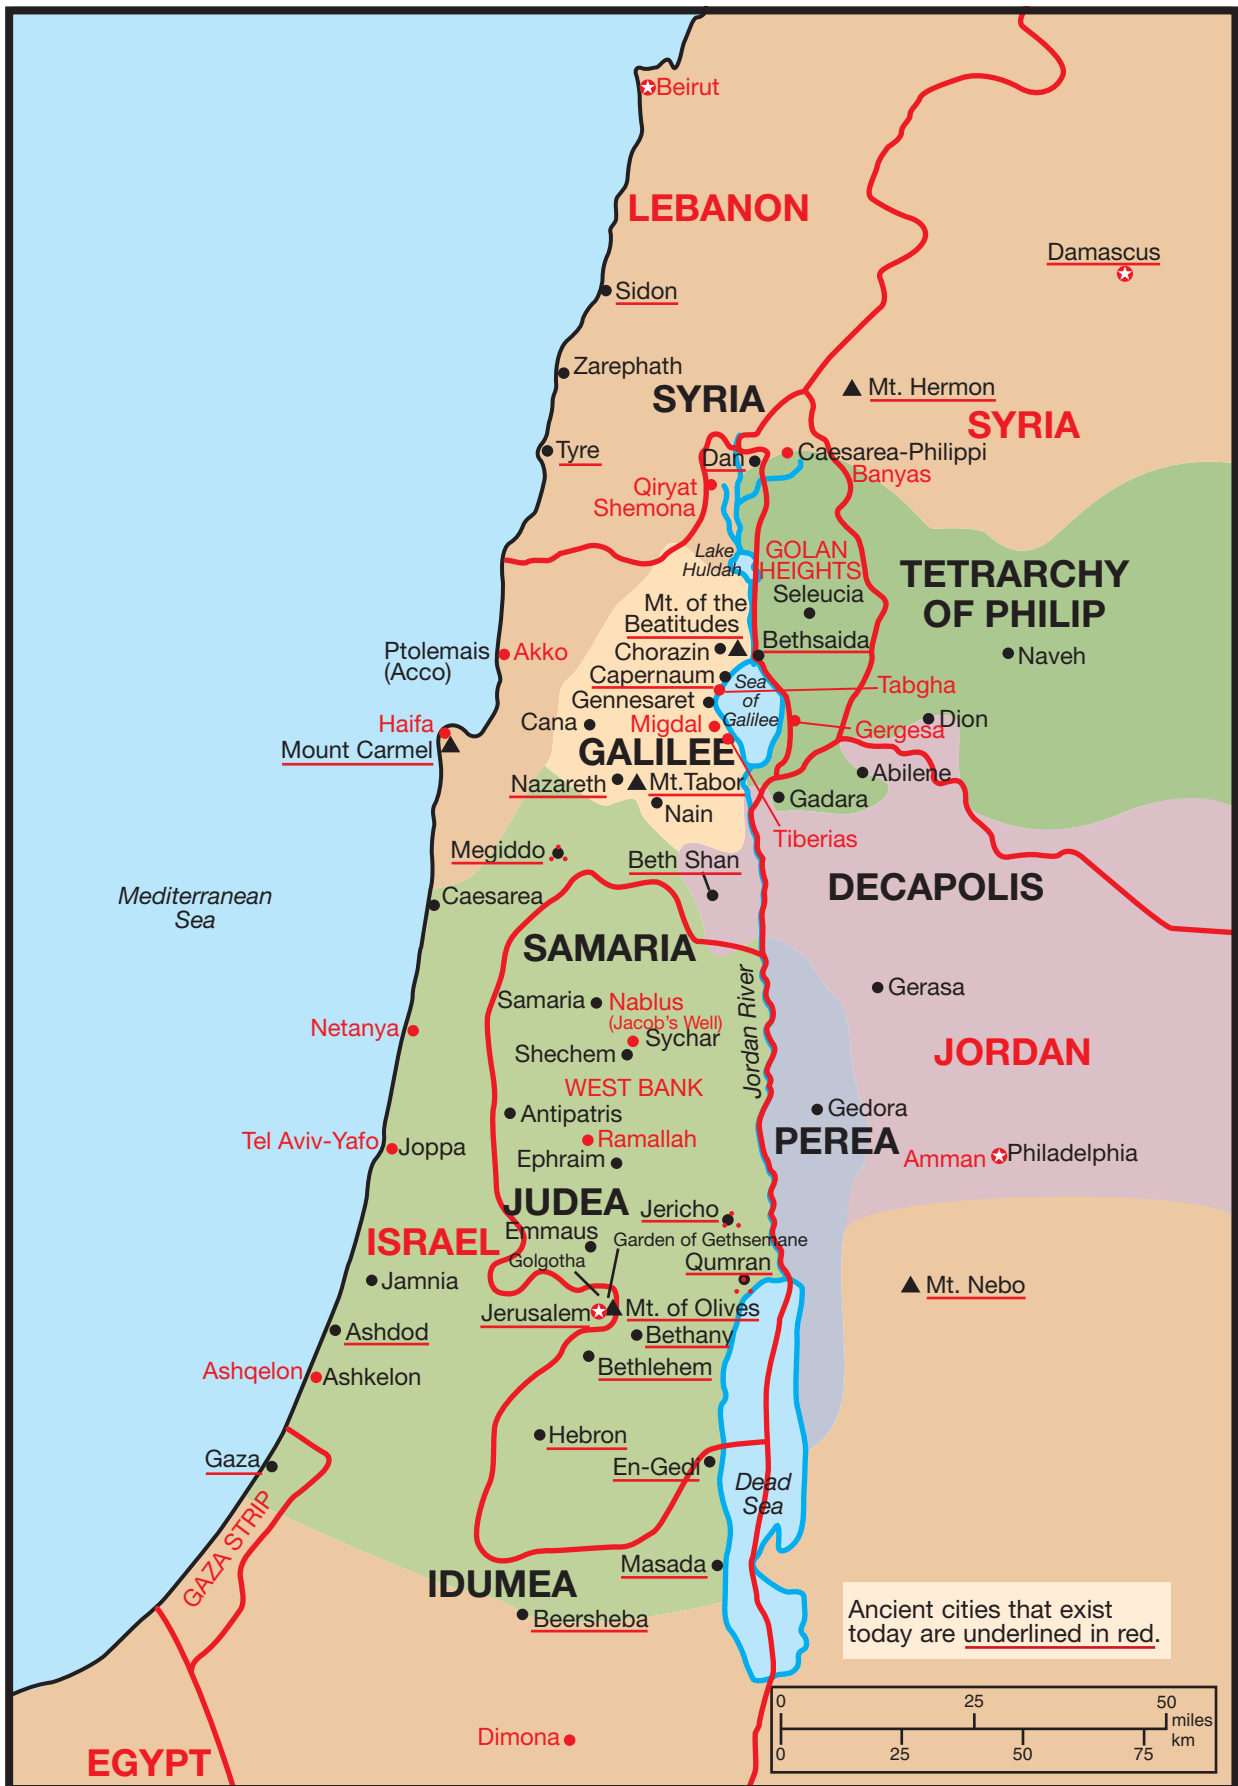 Beirut
LEBANON
Damascus
Sidon
Zarephath
SYRIA
Mt. Hermon
SYRIA
Tyre
Dan
Caesarea-Philippi
Banyas
Qiryat
Shemona
Lake
Huldah
GOLAN
HEIGHTS
TETRARCHY
OF PHILIP
Seleucia
Mt. of the
Beatitudes
Bethsaida
Ptolemais
(Acco)
Akko
Chorazin
Naveh
Capernaum
Sea
of
Galilee
Tabgha
Gennesaret
Haifa
Cana
Migdal
Gergesa
Dion
Mount Carmel
GALILEE
Nazareth
Mt.Tabor
Abilene
Gadara
Nain
Tiberias
Megiddo
Beth Shan
DECAPOLIS
Mediterranean
Sea
Caesarea
SAMARIA
Jordan River
Gerasa
Samaria
Nablus
(Jacob's Well)
Sychar
Netanya
Shechem
JORDAN
WEST BANK
Antipatris
Gedora
Tel Aviv-Yafo
Joppa
Ramallah
PEREA
Amman
Philadelphia
Ephraim
JUDEA
Jericho
ISRAEL
Emmaus
Garden of Gethsemane
Golgotha
Qumran
Jamnia
Mt. Nebo
Jerusalem
Mt. of Olives
Ashdod
Bethany
Bethlehem
Ashqelon
Ashkelon
Hebron
Gaza
En-Gedi
Dead
Sea
GAZA STRIP
Masada
IDUMEA
Beersheba
Ancient cities that exist
today are underlined in red.
Dimona
EGYPT
0 25 50
miles
km
0 25 50 75